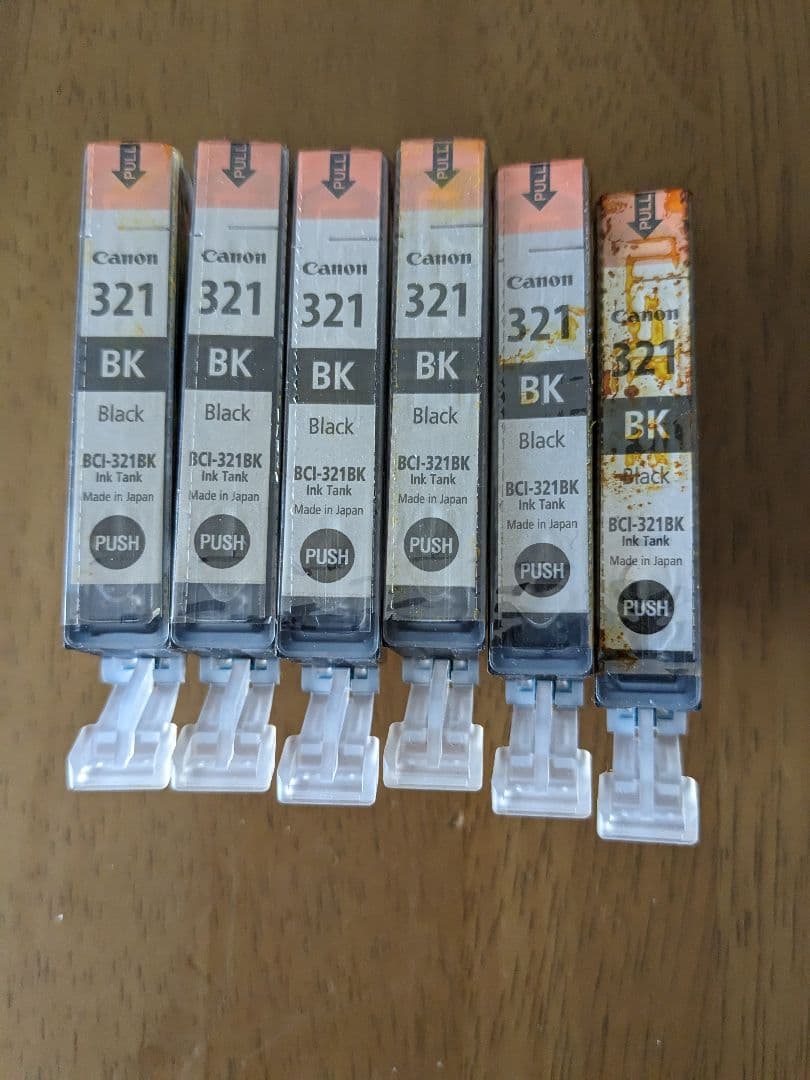 PULL
Canon
321
BK
Black
BCI-321BK
Ink Tank
Made in Japan
PUSH
PULL
Canon
321
BK
Black
BCI-321BK
Ink Tank
Made in Japan
PUSH
PULL
Canon
321
BK
Black
BCI-321BK
Ink Tank
Made in Japan
PUSH
PULL
Canon
321
BK
Black
BCI-321BK
Ink Tank
Made in Japan
PUSH
PULL
Canon
321
BK
Black
BCI-321BK
Ink Tank
Made in Japan
PUSH
PULL
Canon
321
BK
Black
BCI-321BK
Ink Tank
Made in Japan
PUSH